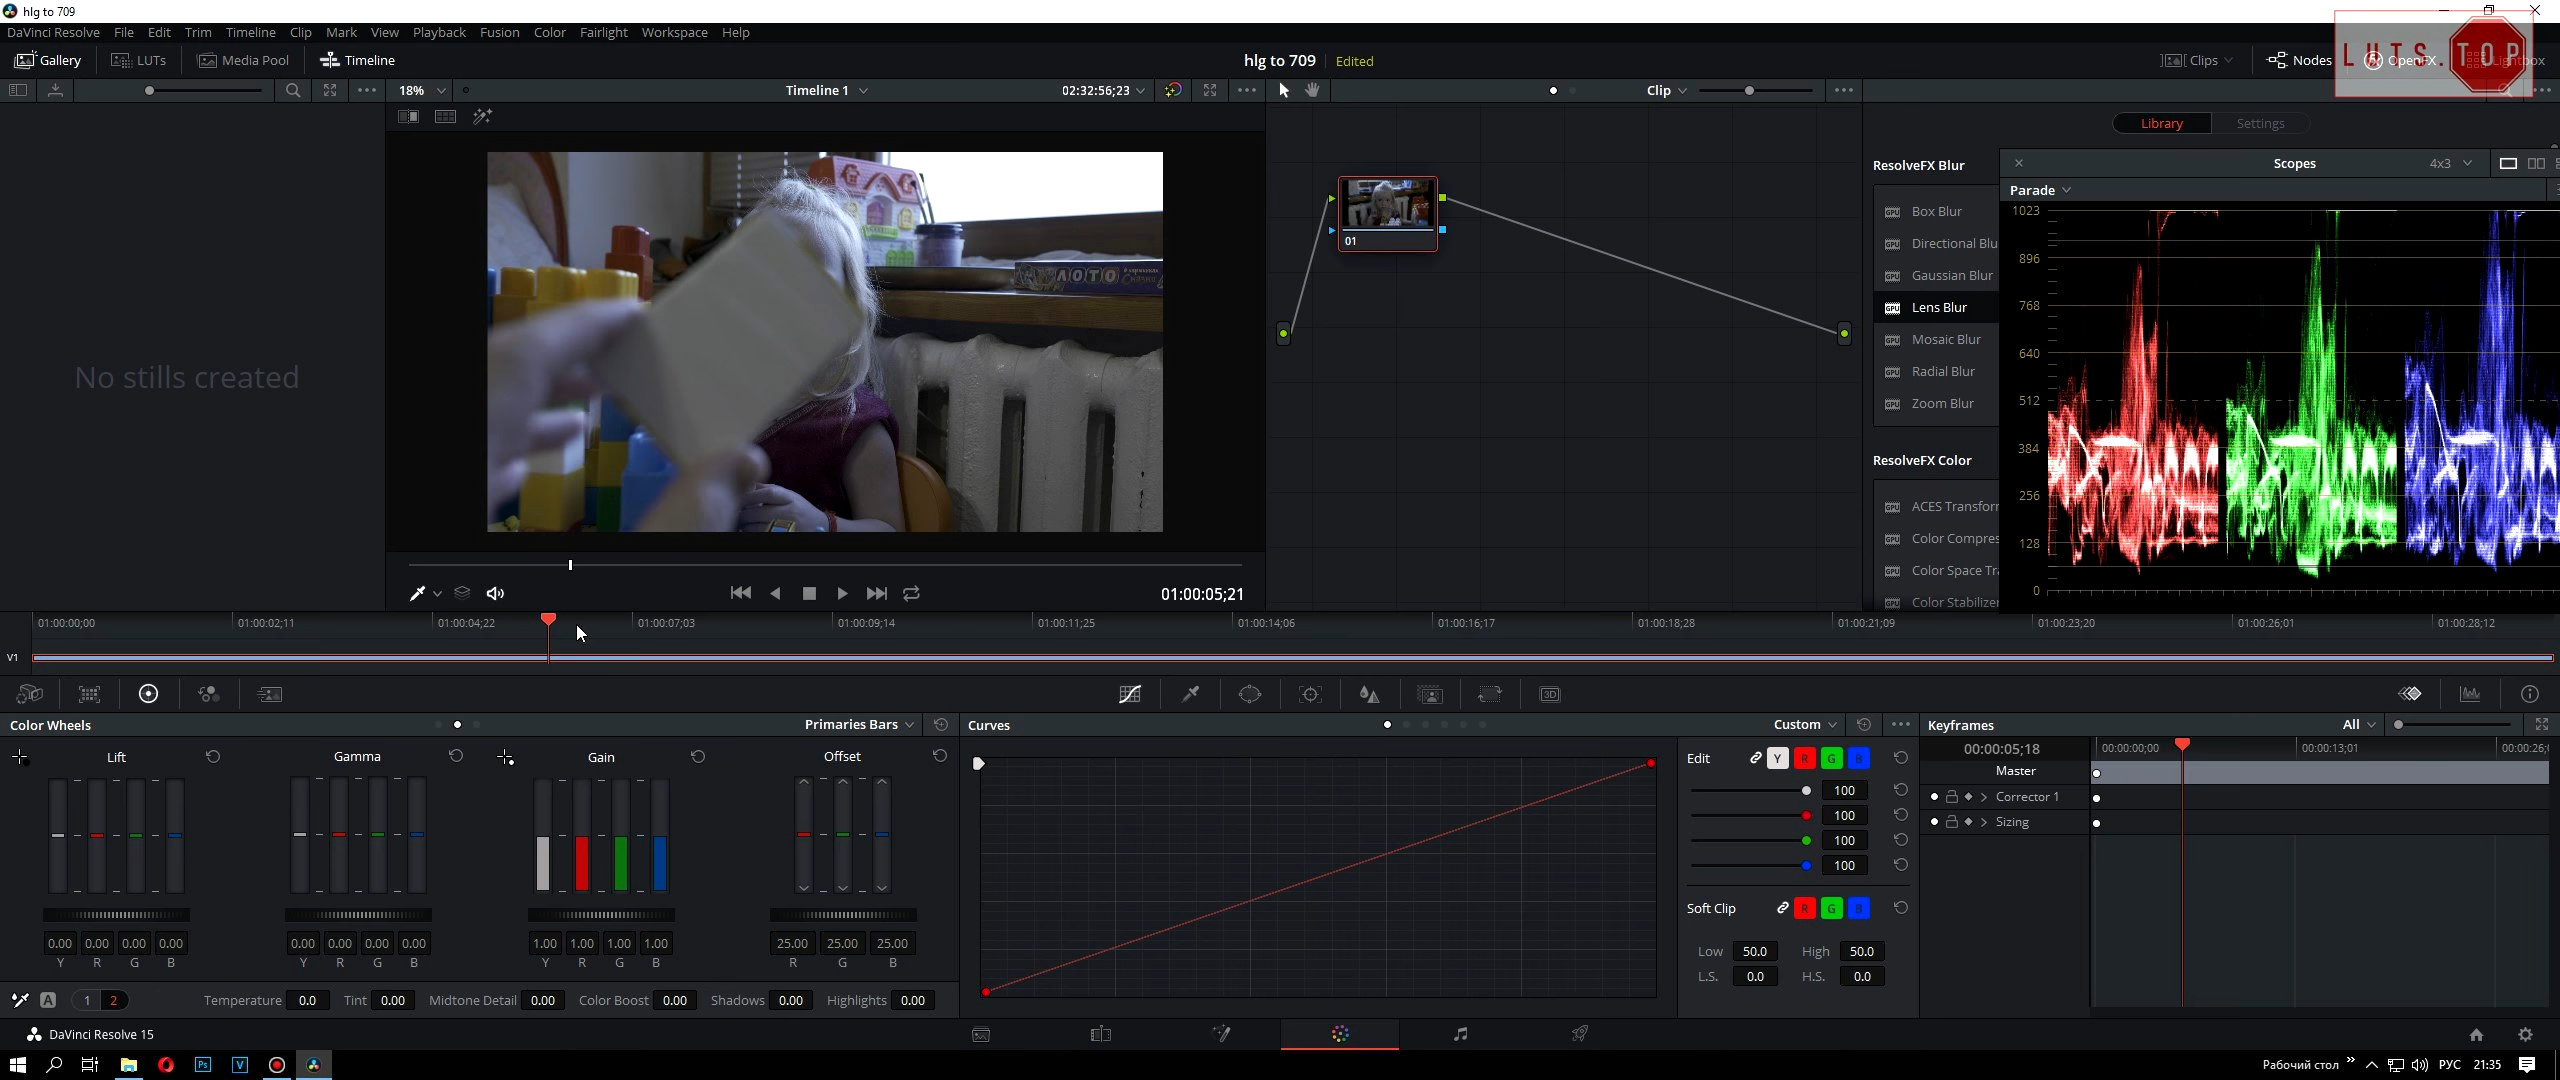 hlg to 709
DaVinci Resolve File Edit Trim Timeline Clip Mark View Playback Fusion Color Fairlight Workspace Help
Gallery LUTs Media Pool Timeline hlg to 709 Edited Clips Nodes OpenFX Lightbox
LUTS.TOP
18% Timeline 1 02:32:56;23 Clip
Library Settings
No stills created
ЛОТО
01
01:00:05;21
ResolveFX Blur
Box Blur
Directional Blu
Gaussian Blur
Lens Blur
Mosaic Blur
Radial Blur
Zoom Blur
ResolveFX Color
ACES Transfor
Color Compres
Color Space Tra
Color Stabilizer
Scopes 4x3
Parade
1023
896
768
640
512
384
256
128
0
01:00:00;00 01:00:02;11 01:00:04;22 01:00:07;03 01:00:09;14 01:00:11;25 01:00:14;06 01:00:16;17 01:00:18;28 01:00:21;09 01:00:23;20 01:00:26;01 01:00:28;12
V1
3D
Color Wheels Primaries Bars
Lift Gamma Gain Offset
0.00 0.00 0.00 0.00 0.00 0.00 0.00 0.00 1.00 1.00 1.00 1.00 25.00 25.00 25.00
Y R G B Y R G B Y R G B R G B
A 1 2 Temperature 0.0 Tint 0.00 Midtone Detail 0.00 Color Boost 0.00 Shadows 0.00 Highlights 0.00
Curves Custom
Edit Y R G B
100
100
100
100
Soft Clip R G B
Low 50.0 High 50.0
L.S. 0.0 H.S. 0.0
Keyframes All
00:00:05;18 00:00:00;00 00:00:13;01 00:00:26;
Master
Corrector 1
Sizing
DaVinci Resolve 15
Ps V Рабочий стол РУС 21:35